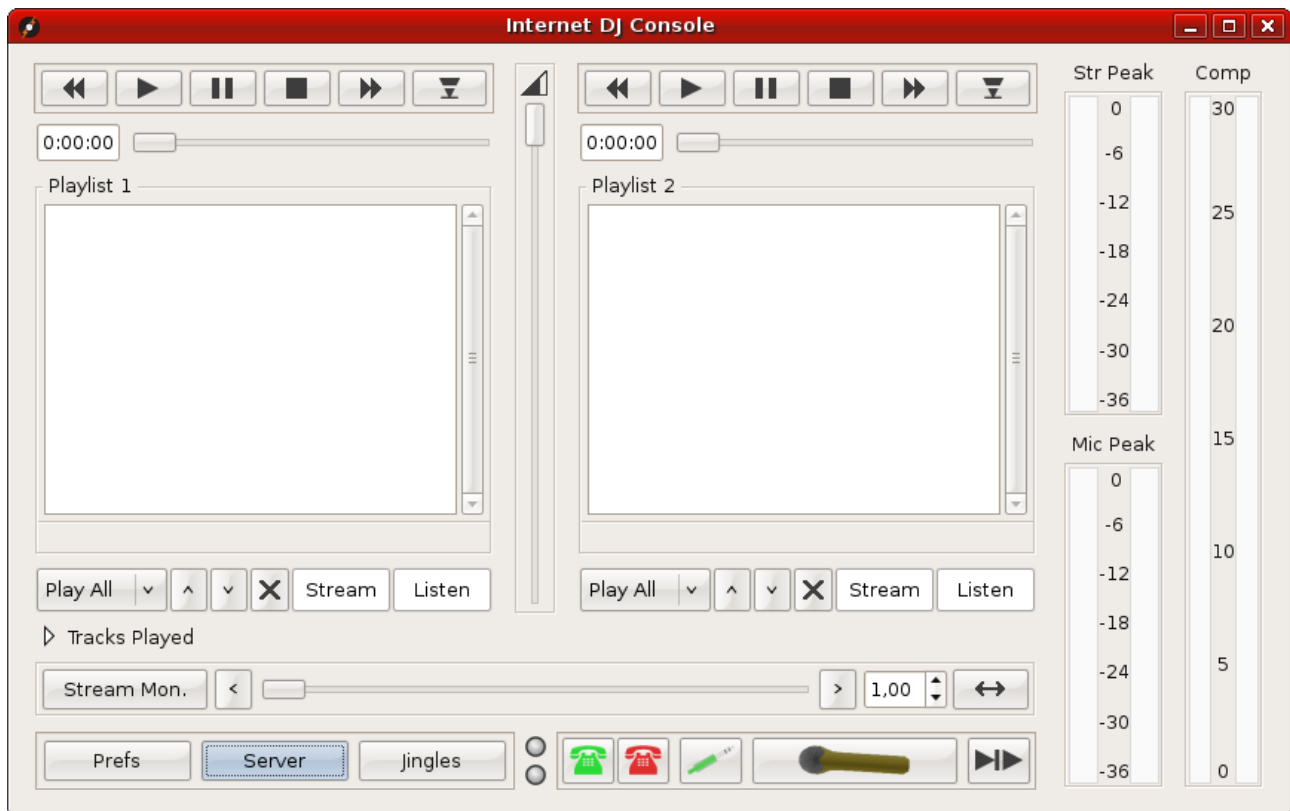 Internet DJ Console
0:00:00
0:00:00
Playlist 1
Playlist 2
Play All
Stream
Listen
Play All
Stream
Listen
Tracks Played
Stream Mon.
<
>
1,00
Prefs
Server
Jingles
Str Peak
0
-6
-12
-18
-24
-30
-36
Mic Peak
0
-6
-12
-18
-24
-30
-36
Comp
30
25
20
15
10
5
0